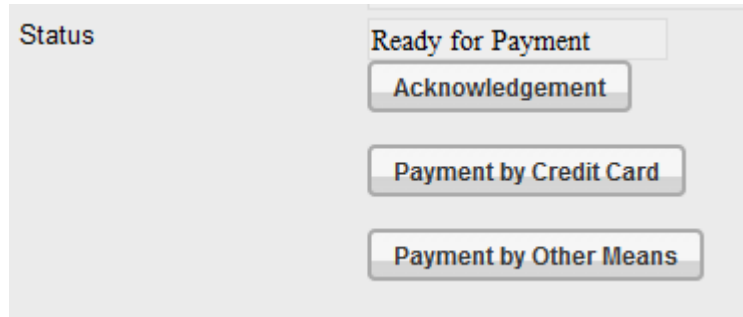 Status
Ready for Payment
Acknowledgement
Payment by Credit Card
Payment by Other Means